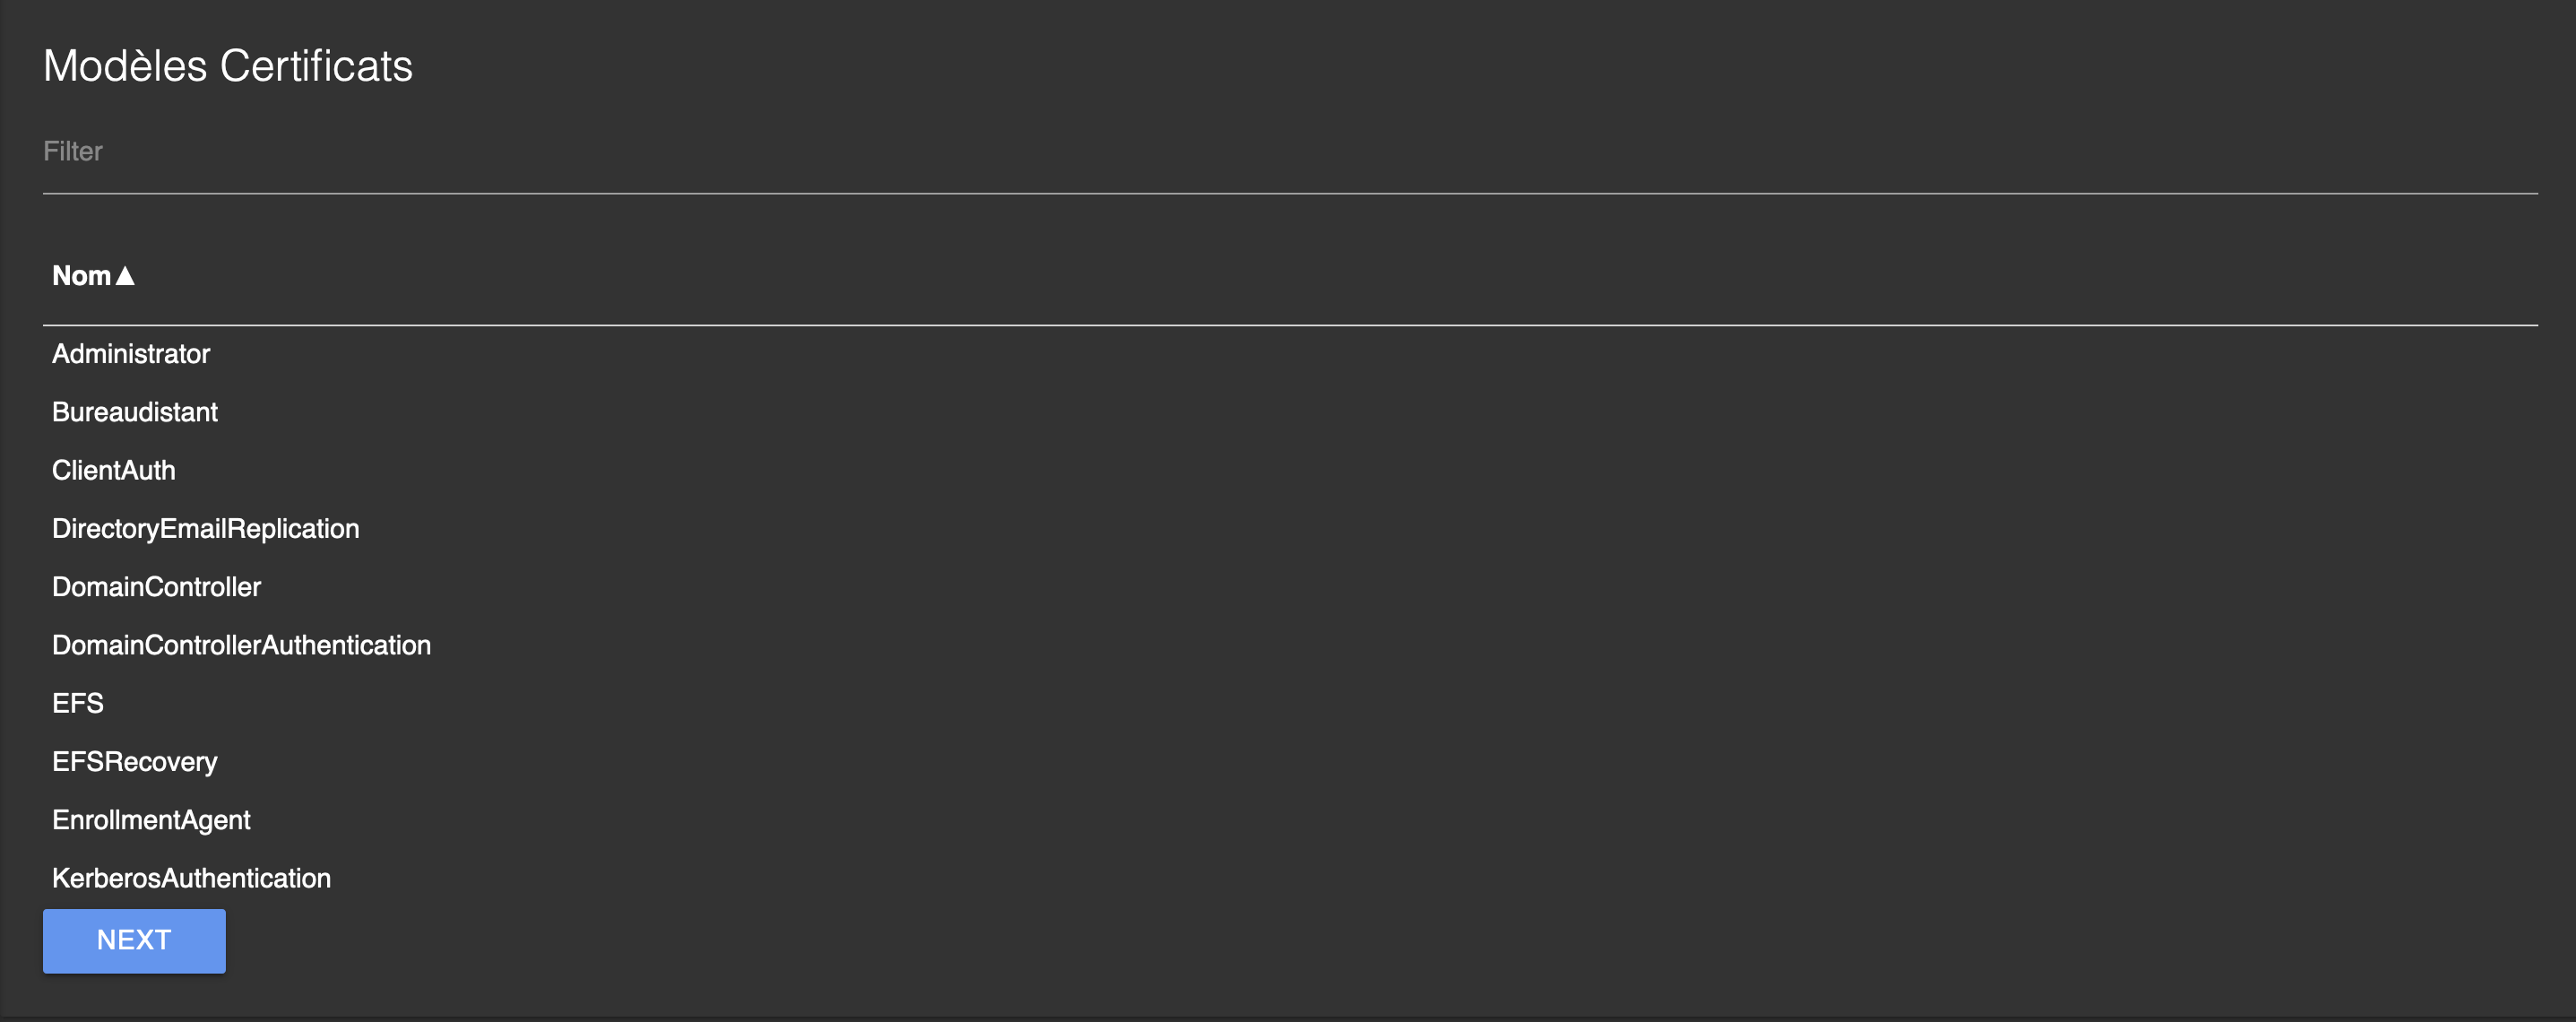 Modèles Certificats
Filter
Nom▲
Administrator
Bureaudistant
ClientAuth
DirectoryEmailReplication
DomainController
DomainControllerAuthentication
EFS
EFSRecovery
EnrollmentAgent
KerberosAuthentication
NEXT